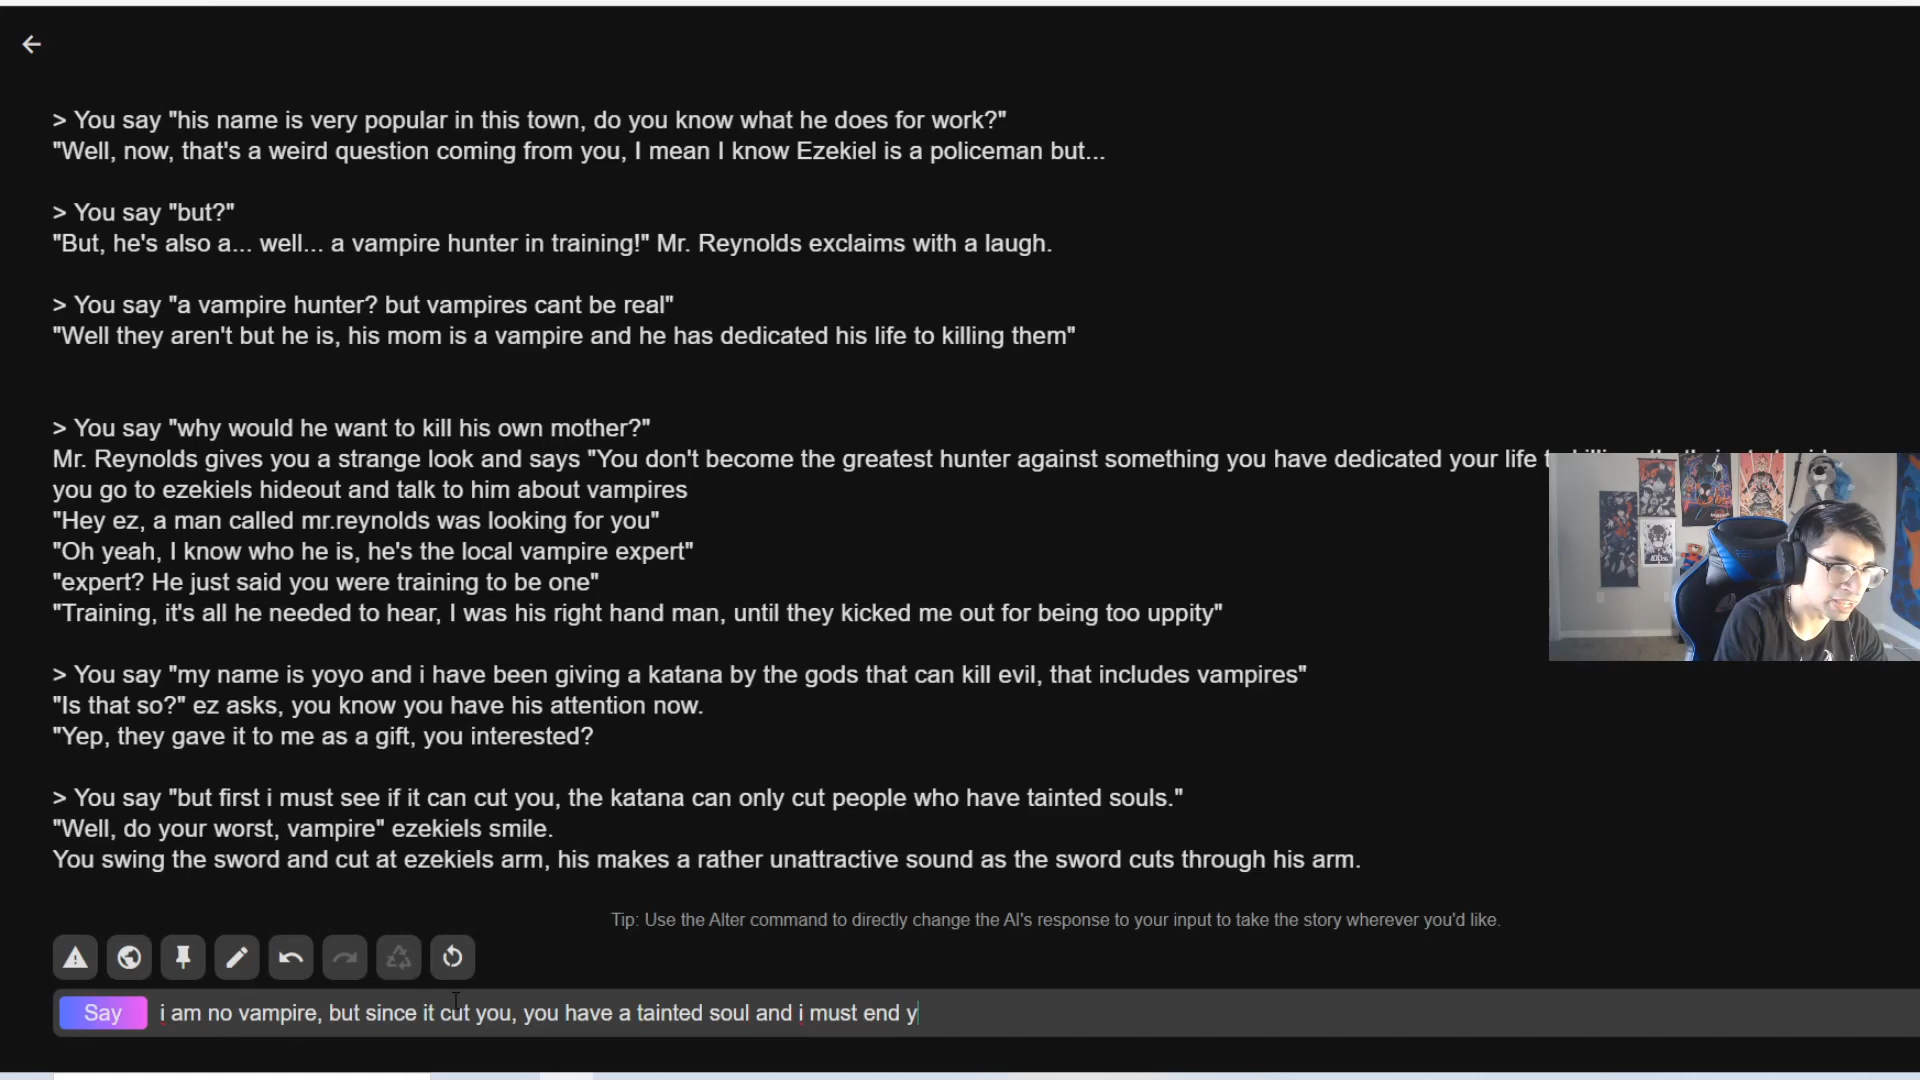 > You say "his name is very popular in this town, do you know what he does for work?"
"Well, now, that's a weird question coming from you, I mean I know Ezekiel is a policeman but...
> You say "but?"
"But, he's also a... well... a vampire hunter in training!" Mr. Reynolds exclaims with a laugh.
> You say "a vampire hunter? but vampires cant be real"
"Well they aren't but he is, his mom is a vampire and he has dedicated his life to killing them"
> You say "why would he want to kill his own mother?"
Mr. Reynolds gives you a strange look and says "You don't become the greatest hunter against something you have dedicated your life
you go to ezekiels hideout and talk to him about vampires
"Hey ez, a man called mr.reynolds was looking for you"
"Oh yeah, I know who he is, he's the local vampire expert"
"expert? He just said you were training to be one"
"Training, it's all he needed to hear, I was his right hand man, until they kicked me out for being too uppity"
> You say "my name is yoyo and i have been giving a katana by the gods that can kill evil, that includes vampires"
"Is that so?" ez asks, you know you have his attention now.
"Yep, they gave it to me as a gift, you interested?
> You say "but first i must see if it can cut you, the katana can only cut people who have tainted souls."
"Well, do your worst, vampire" ezekiels smile.
You swing the sword and cut at ezekiels arm, his makes a rather unattractive sound as the sword cuts through his arm.
Tip: Use the Alter command to directly change the AI's response to your input to take the story wherever you'd like.
Say i am no vampire, but since it cut you, you have a tainted soul and i must end y